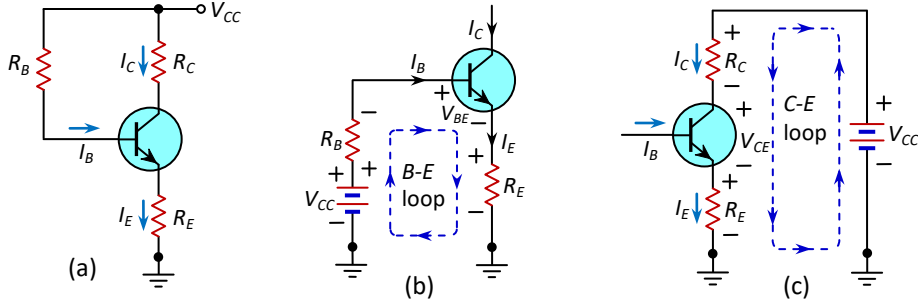 V_CC
R_B
I_C
R_C
I_B
I_E
R_E
(a)
I_C
I_B
+
V_BE
−
−
R_B
+
+
V_CC
−
B-E
loop
I_E
+
R_E
−
(b)
+
I_C
R_C
−
I_B
+
V_CE
−
+
I_E
R_E
−
C-E
loop
+
V_CC
−
(c)